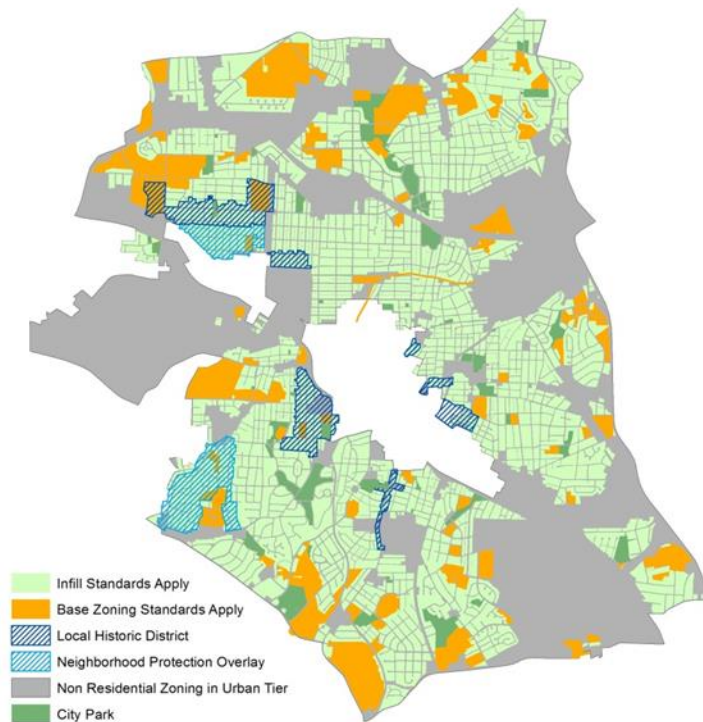 Infill Standards Apply
Base Zoning Standards Apply
Local Historic District
Neighborhood Protection Overlay
Non Residential Zoning in Urban Tier
City Park